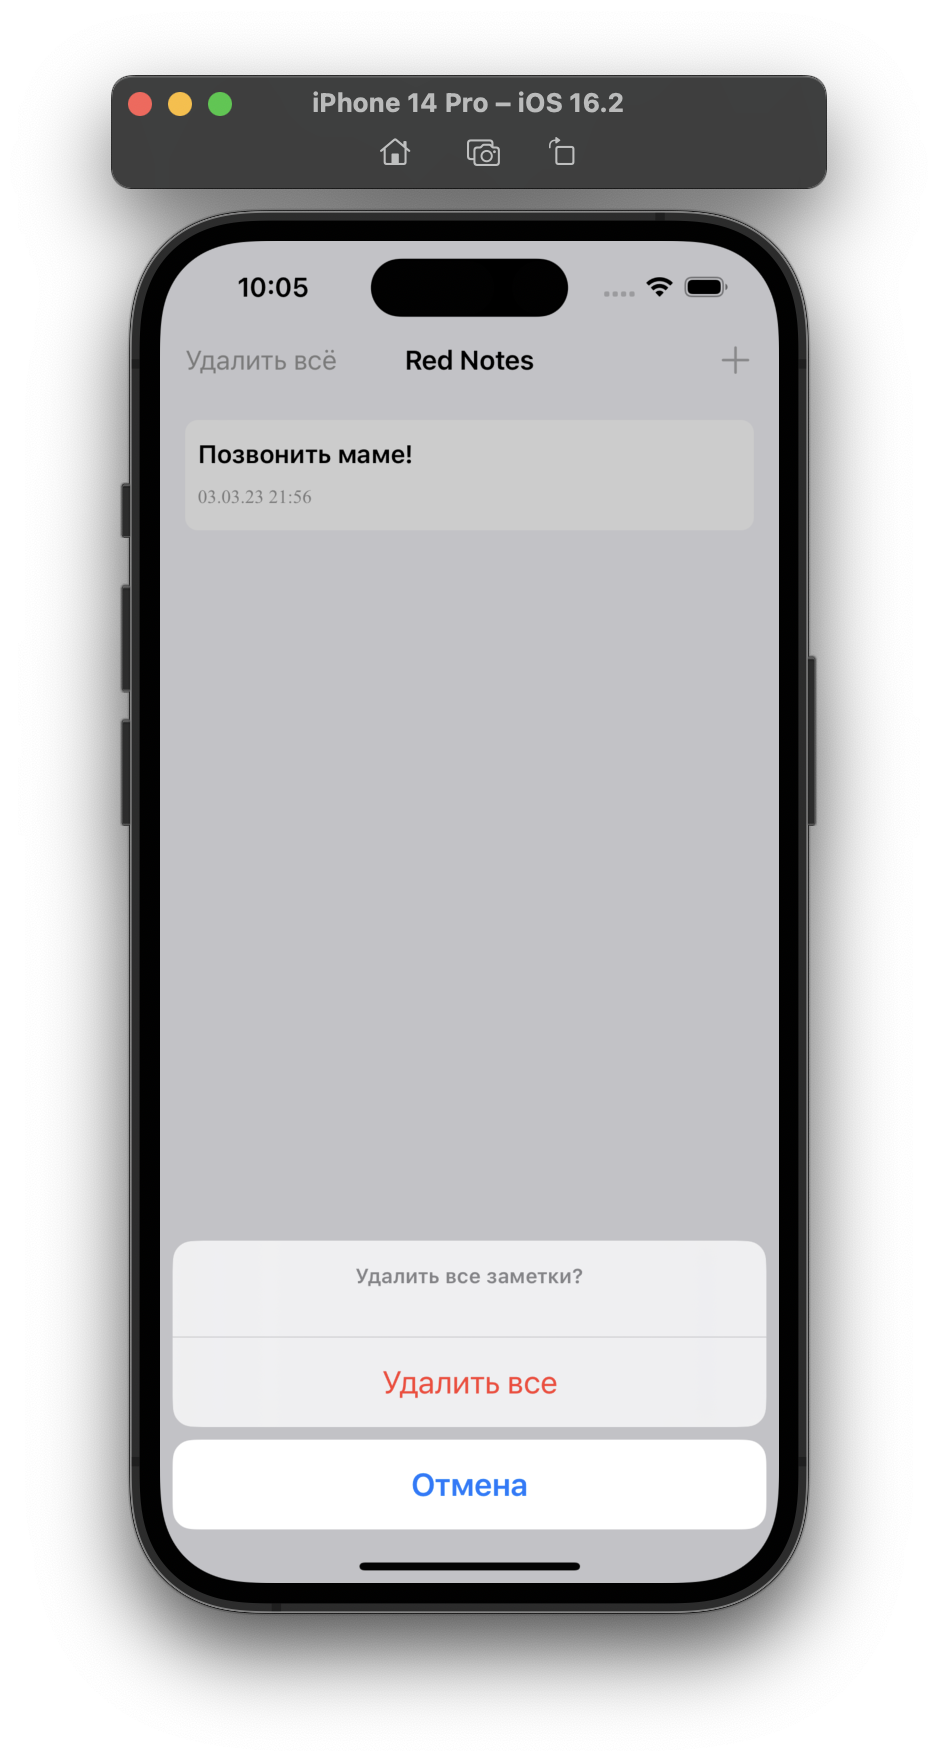 iPhone 14 Pro – iOS 16.2
10:05
Удалить всё
Red Notes
Позвонить маме!
03.03.23 21:56
Удалить все заметки?
Удалить все
Отмена